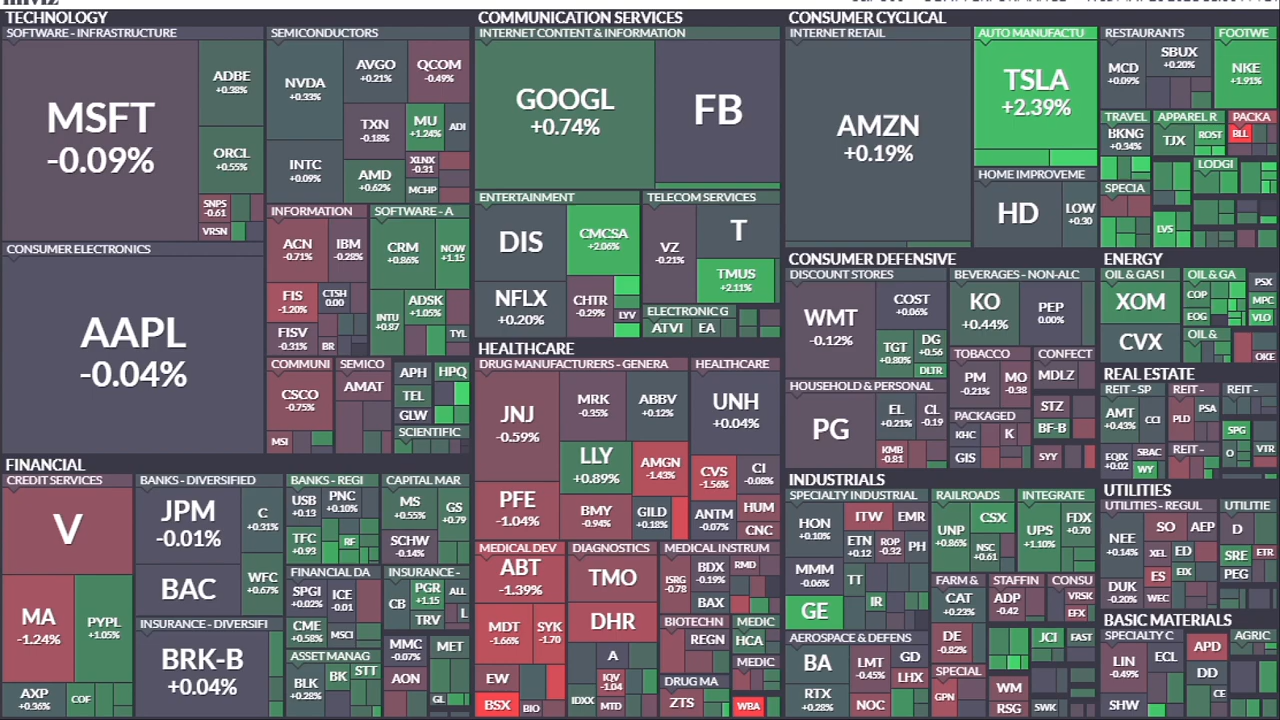 TECHNOLOGY
SOFTWARE - INFRASTRUCTURE
MSFT
-0.09%
ADBE
+0.38%
ORCL
+0.55%
SNPS
-0.61
VRSN
CONSUMER ELECTRONICS
AAPL
-0.04%
SEMICONDUCTORS
NVDA
+0.33%
AVGO
+0.21%
QCOM
-0.49%
TXN
-0.18%
MU
+1.24%
ADI
INTC
+0.09%
AMD
+0.62%
XLNX
-0.31
MCHP
INFORMATION
ACN
-0.71%
IBM
-0.28%
FIS
-1.20%
CTSH
0.00
FISV
-0.31%
BR
SOFTWARE - A
CRM
+0.86%
NOW
+1.15
INTU
+0.87
ADSK
+1.05%
TYL
COMMUNI
CSCO
-0.75%
MSI
SEMICO
AMAT
APH
HPQ
TEL
GLW
SCIENTIFIC
COMMUNICATION SERVICES
INTERNET CONTENT & INFORMATION
GOOGL
+0.74%
FB
ENTERTAINMENT
DIS
CMCSA
+2.06%
NFLX
+0.20%
CHTR
-0.29%
LYV
TELECOM SERVICES
VZ
-0.21%
T
TMUS
+2.11%
ELECTRONIC G
ATVI
EA
CONSUMER CYCLICAL
INTERNET RETAIL
AMZN
+0.19%
AUTO MANUFACTU
TSLA
+2.39%
HOME IMPROVEME
HD
LOW
+0.30
RESTAURANTS
MCD
+0.09%
SBUX
+0.20%
FOOTWE
NKE
+1.91%
TRAVEL
BKNG
+0.34%
APPAREL R
TJX
ROST
PACKA
BLL
LODGI
SPECIA
LVS
CONSUMER DEFENSIVE
DISCOUNT STORES
WMT
-0.12%
COST
+0.06%
TGT
+0.80%
DG
+0.56
DLTR
BEVERAGES - NON-ALC
KO
+0.44%
PEP
0.00%
TOBACCO
PM
-0.21%
MO
-0.38
CONFECT
MDLZ
HOUSEHOLD & PERSONAL
PG
EL
+0.21%
CL
-0.19
KMB
-0.81
PACKAGED
KHC
K
GIS
STZ
BF-B
SYY
ENERGY
OIL & GAS I
XOM
CVX
OIL & GA
COP
EOG
OIL &
PSX
MPC
VLO
OKE
REAL ESTATE
REIT - SP
AMT
+0.43%
CCI
EQIX
+0.02
SBAC
WY
REIT -
PLD
PSA
REIT -
REIT -
SPG
O
VTR
HEALTHCARE
DRUG MANUFACTURERS - GENERA
JNJ
-0.59%
MRK
-0.35%
ABBV
+0.12%
PFE
-1.04%
LLY
+0.89%
AMGN
-1.43%
BMY
-0.94%
GILD
+0.18%
HEALTHCARE
UNH
+0.04%
CVS
-1.56%
CI
-0.08%
ANTM
-0.07%
HUM
CNC
MEDICAL DEV
ABT
-1.39%
MDT
-1.66%
SYK
-1.70
EW
BSX
BIO
DIAGNOSTICS
TMO
DHR
A
IDXX
IQV
-1.04
MTD
MEDICAL INSTRUM
ISRG
-0.78
BDX
-0.19%
RMD
BAX
BIOTECHN
REGN
MEDIC
HCA
DRUG MA
ZTS
MEDIC
WBA
FINANCIAL
CREDIT SERVICES
V
MA
-1.24%
PYPL
+1.05%
AXP
+0.36%
COF
BANKS - DIVERSIFIED
JPM
-0.01%
C
+0.31%
BAC
WFC
+0.67%
INSURANCE - DIVERSIFI
BRK-B
+0.04%
BANKS - REGI
USB
+0.13
PNC
+0.10%
TFC
+0.93
RF
CAPITAL MAR
MS
+0.55%
GS
+0.79
SCHW
-0.14%
FINANCIAL DA
SPGI
+0.02%
ICE
-0.01
CME
+0.58%
MSCI
INSURANCE -
CB
PGR
+1.15
ALL
TRV
L
ASSET MANAG
BLK
+0.28%
BK
STT
MMC
-0.07%
MET
AON
GL
INDUSTRIALS
SPECIALTY INDUSTRIAL
HON
+0.10%
ITW
EMR
ETN
+0.12
ROP
-0.32
PH
MMM
-0.06%
TT
GE
IR
RAILROADS
UNP
+0.86%
CSX
NSC
+0.61
INTEGRATE
UPS
+1.10%
FDX
+0.70
FARM &
CAT
+0.23%
DE
-0.82%
STAFFIN
ADP
-0.42
CONSU
VRSK
EFX
AEROSPACE & DEFENS
BA
LMT
-0.45%
GD
LHX
RTX
+0.28%
NOC
SPECIAL
GPN
JCI
FAST
WM
RSG
SWK
UTILITIES
UTILITIES - REGUL
NEE
+0.14%
SO
AEP
XEL
ED
DUK
-0.20%
ES
EIX
WEC
UTILITIE
D
SRE
ETR
PEG
BASIC MATERIALS
SPECIALTY C
LIN
-0.49%
ECL
APD
DD
SHW
CE
AGRIC